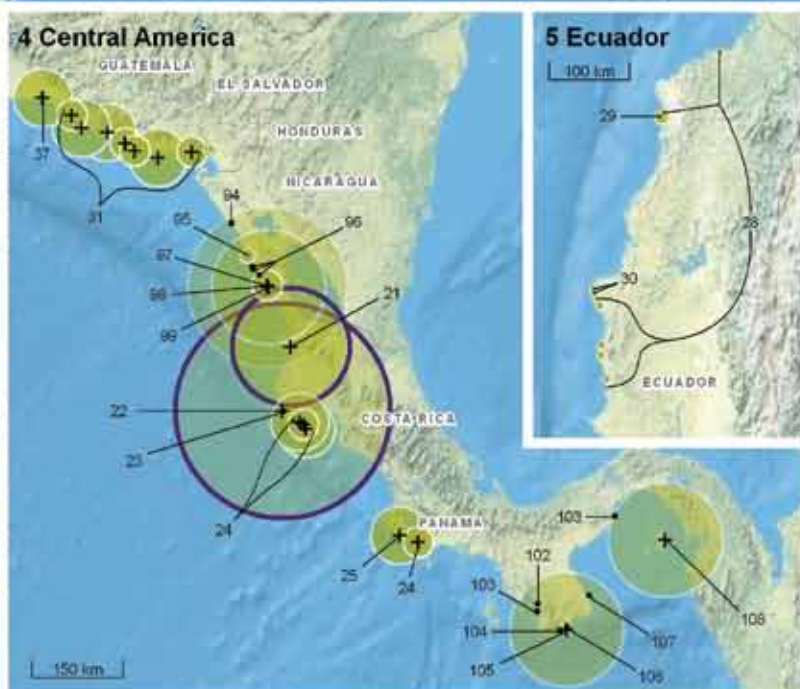 4 Central America
GUATEMALA
EL SALVADOR
HONDURAS
NICARAGUA
37
31
94
95
96
97
98
99
21
22
23
COSTA RICA
24
PANAMA
25
24
103
102
103
104
105
107
106
108
150 km
5 Ecuador
100 km
29
28
30
ECUADOR